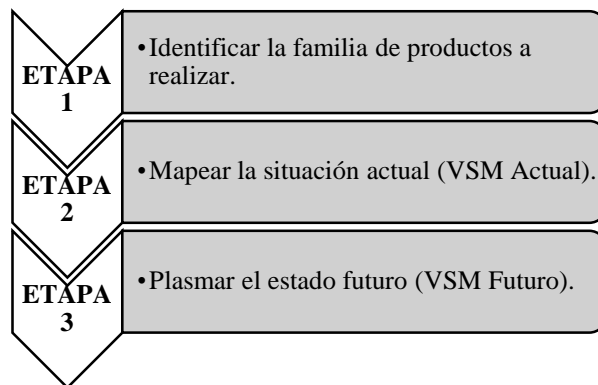 ETAPA
1
•Identificar la familia de productos a
realizar.
ETAPA
2
•Mapear la situación actual (VSM Actual).
ETAPA
3
•Plasmar el estado futuro (VSM Futuro).